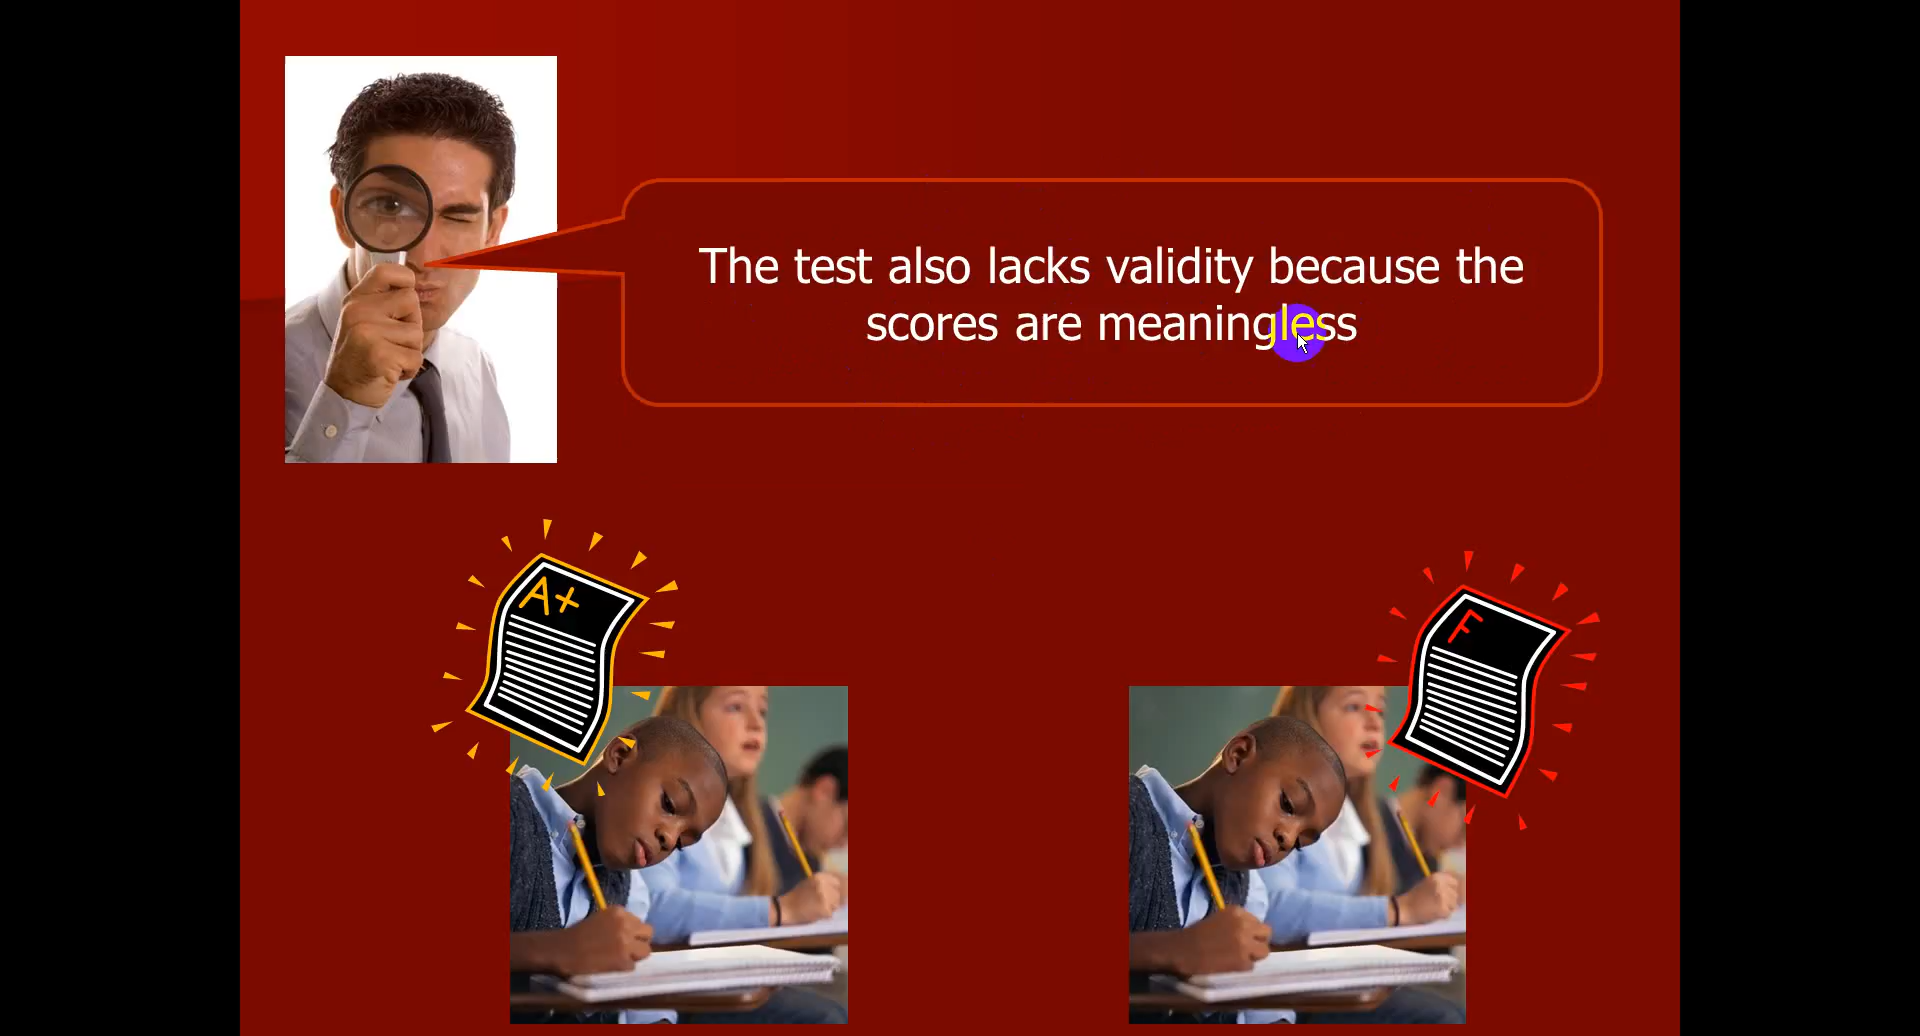 The test also lacks validity because the
scores are meaningless
A+
F